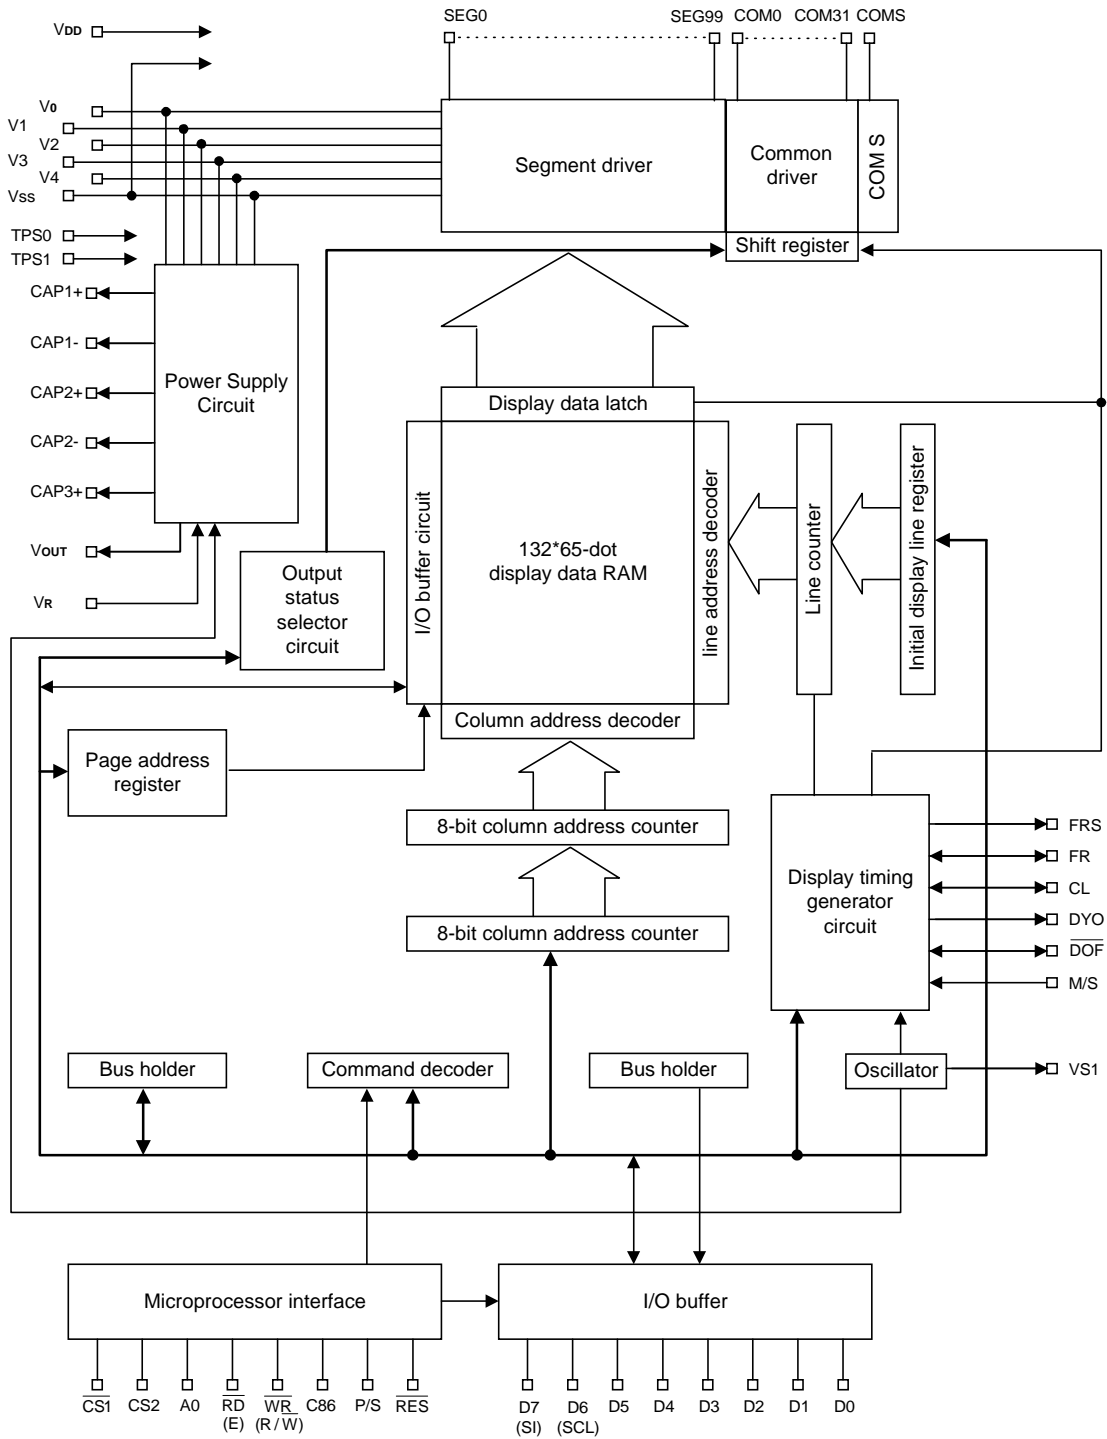 SEG0
SEG99
COM0
COM31
COMS
VDD
V0
V1
V2
V3
V4
Vss
TPS0
TPS1
Segment driver
Common
driver
COM S
Shift register
CAP1+
CAP1-
CAP2+
CAP2-
CAP3+
VOUT
VR
Power Supply
Circuit
Display data latch
I/O buffer circuit
132*65-dot
display data RAM
line address decoder
Line counter
Initial display line register
Output
status
selector
circuit
Column address decoder
Page address
register
8-bit column address counter
8-bit column address counter
Display timing
generator
circuit
FRS
FR
CL
DYO
DOF
M/S
Bus holder
Command decoder
Bus holder
Oscillator
VS1
Microprocessor interface
I/O buffer
CS1
CS2
A0
RD
(E)
WR
(R/W)
C86
P/S
RES
D7
(SI)
D6
(SCL)
D5
D4
D3
D2
D1
D0